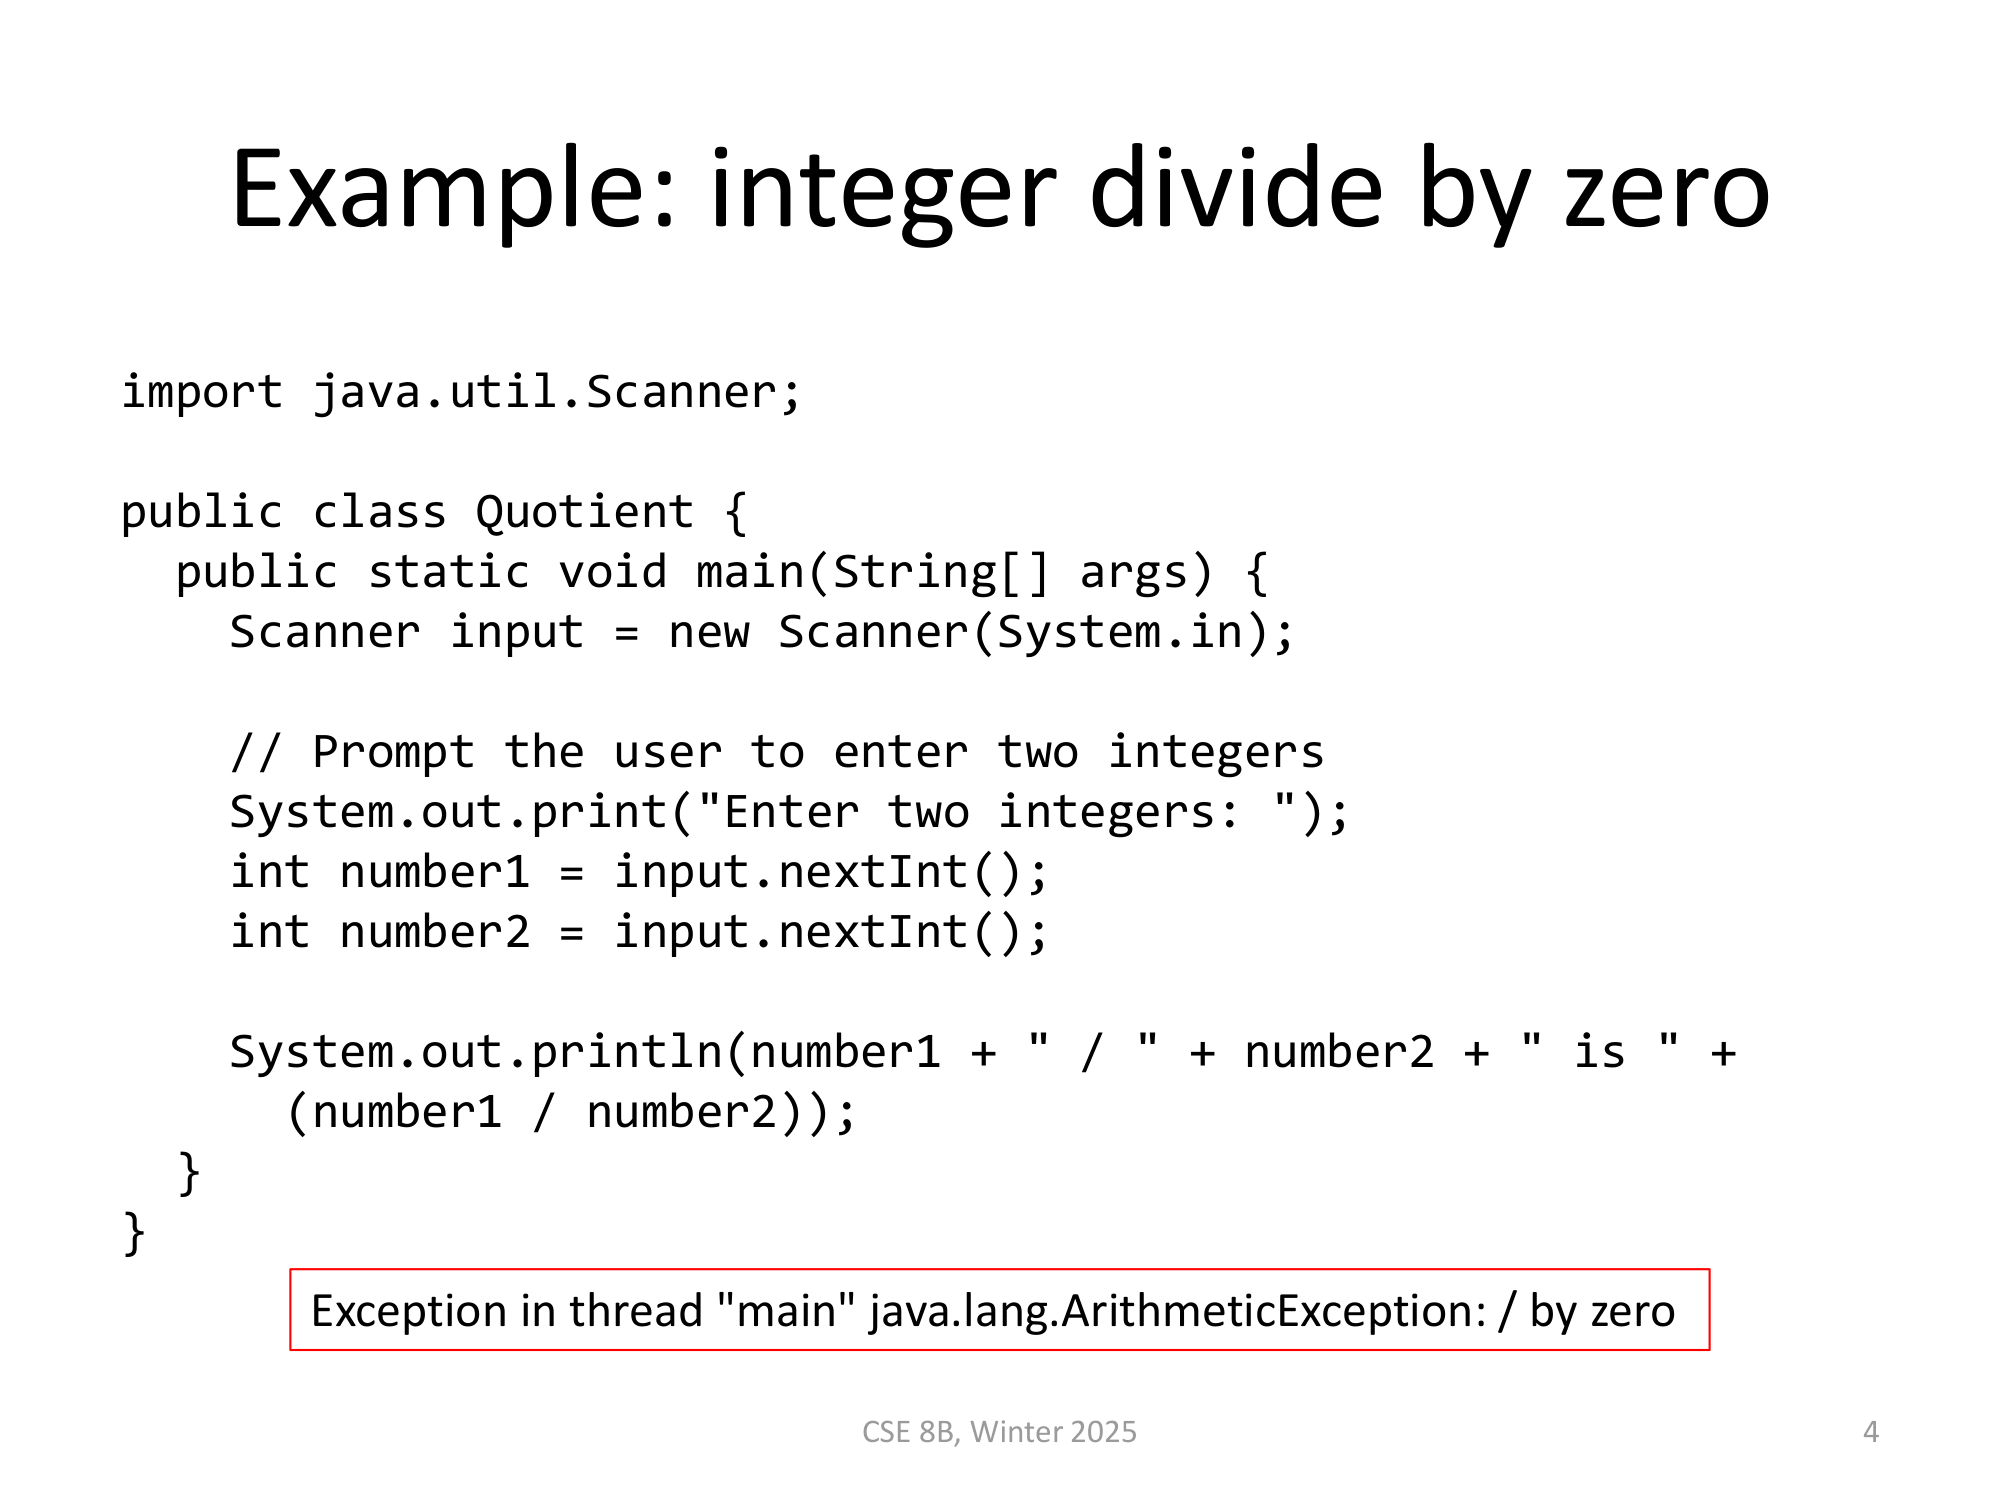 Example: integer divide by zero
import java.util.Scanner;
public class Quotient {
  public static void main(String[] args) {
    Scanner input = new Scanner(System.in);
    // Prompt the user to enter two integers
    System.out.print("Enter two integers: ");
    int number1 = input.nextInt();
    int number2 = input.nextInt();
    System.out.println(number1 + " / " + number2 + " is " +
      (number1 / number2));
  }
}
Exception in thread "main" java.lang.ArithmeticException: / by zero
CSE 8B, Winter 2025
4